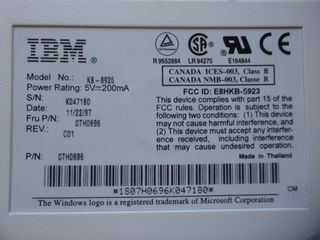 IBM
R 9552884 LR 94275 E164844
CANADA ICES-003, Classe B
CANADA NMB-003, Class B
Model No.: KB-8926
Power Rating: 5V⎓200mA
S/N: K047180
DATE: 11/22/97
Fru P/N: 07H0696
REV.: C01
P/N: 07H0696
FCC ID: E8HKB-5923
This device complies with part 15 of the
FCC rules. Operation is subject to the
following two conditions: (1) This device may
not cause harmful interference, and (2) This
device must accept any interference
received, including interference that may
cause undesired operation.
Made in Thailand
*1S07H0696K047180*
CM
The Windows logo is a registered trademark of Microsoft Corporation